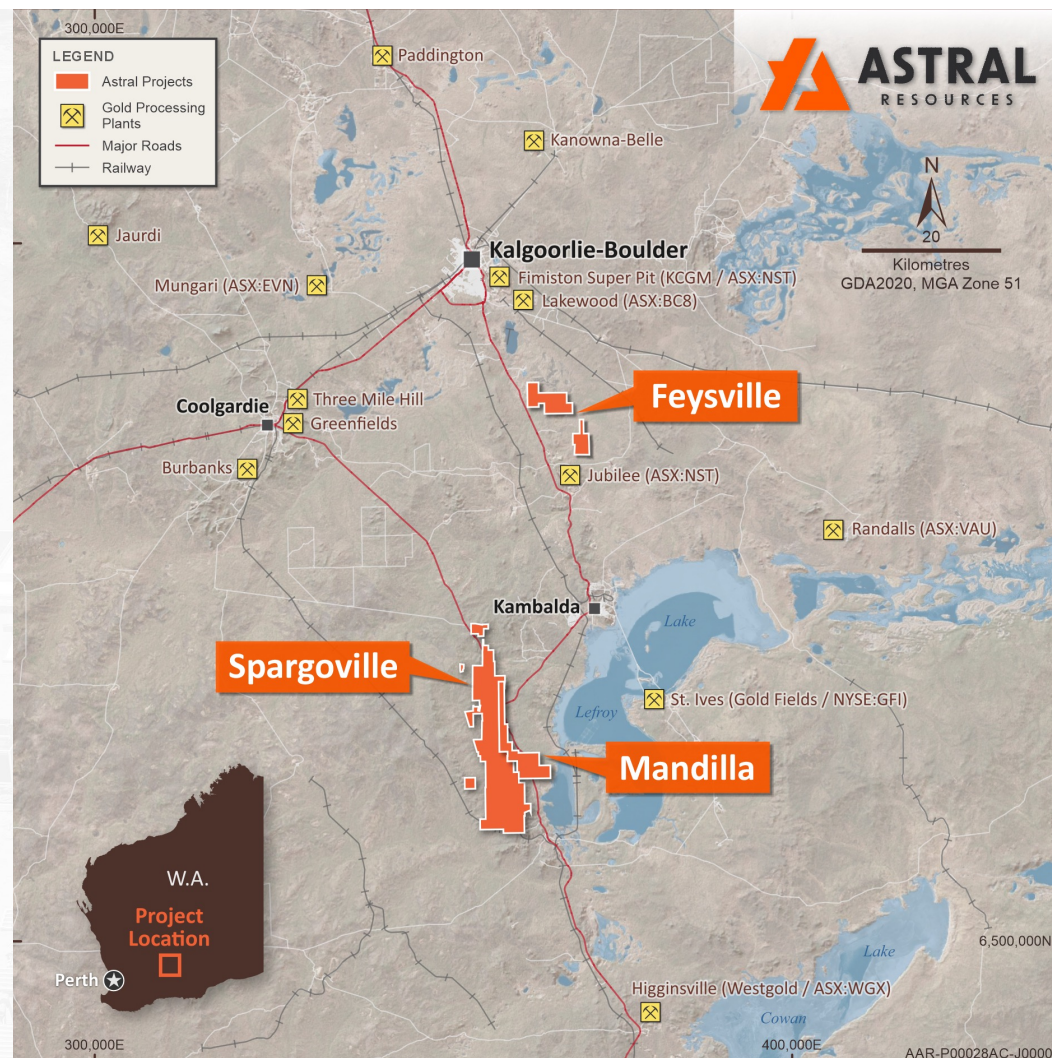 300,000E
LEGEND
Astral Projects
Gold Processing
Plants
Major Roads
Railway
Paddington
ASTRAL
RESOURCES
Kanowna-Belle
N
20
Kilometres
GDA2020, MGA Zone 51
Jaurdi
Kalgoorlie-Boulder
Mungari (ASX:EVN)
Fimiston Super Pit (KCGM / ASX:NST)
Lakewood (ASX:BC8)
Feysville
Three Mile Hill
Coolgardie
Greenfields
Burbanks
Jubilee (ASX:NST)
Randalls (ASX:VAU)
Kambalda
Lake
Spargoville
St. Ives (Gold Fields / NYSE:GFI)
Lefroy
Mandilla
W.A.
Project
Location
Perth
6,500,000N
Lake
Higginsville (Westgold / ASX:WGX)
Cowan
300,000E
400,000E
AAR-P00028AC-J0000